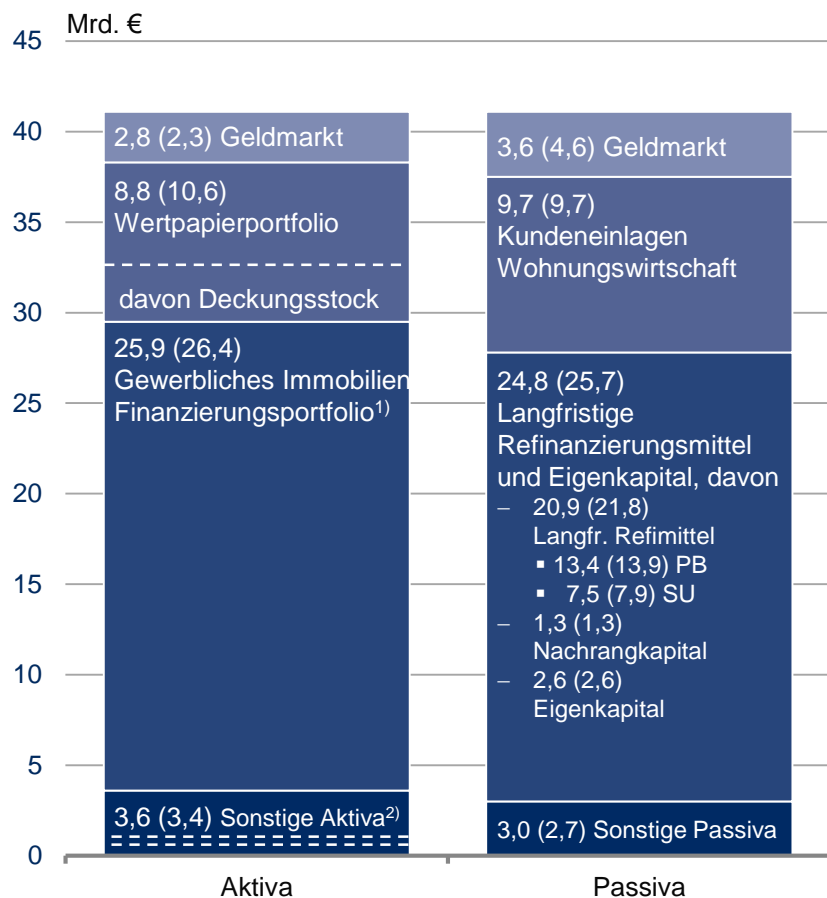 Mrd. €
45
40
35
30
25
20
15
10
5
0
2,8 (2,3) Geldmarkt
8,8 (10,6)
Wertpapierportfolio
davon Deckungsstock
25,9 (26,4)
Gewerbliches Immobilien
Finanzierungsportfolio1)
3,6 (3,4) Sonstige Aktiva2)
Aktiva
3,6 (4,6) Geldmarkt
9,7 (9,7)
Kundeneinlagen
Wohnungswirtschaft
24,8 (25,7)
Langfristige
Refinanzierungsmittel
und Eigenkapital, davon
– 20,9 (21,8)
Langfr. Refimittel
▪ 13,4 (13,9) PB
▪ 7,5 (7,9) SU
– 1,3 (1,3)
Nachrangkapital
– 2,6 (2,6)
Eigenkapital
3,0 (2,7) Sonstige Passiva
Passiva